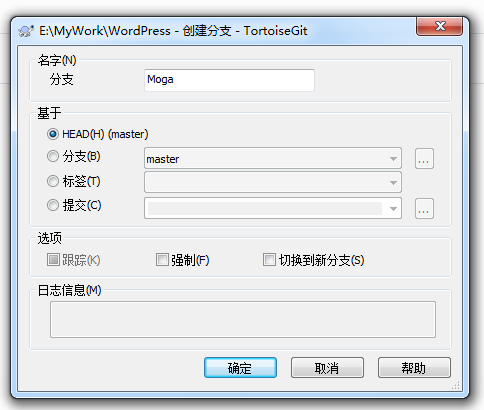 E:\MyWork\WordPress - 创建分支 - TortoiseGit
名字(N)
分支 Moga
基于
HEAD(H) (master)
分支(B) master ...
标签(T)
提交(C) ...
选项
跟踪(K) 强制(F) 切换到新分支(S)
日志信息(M)
确定 取消 帮助